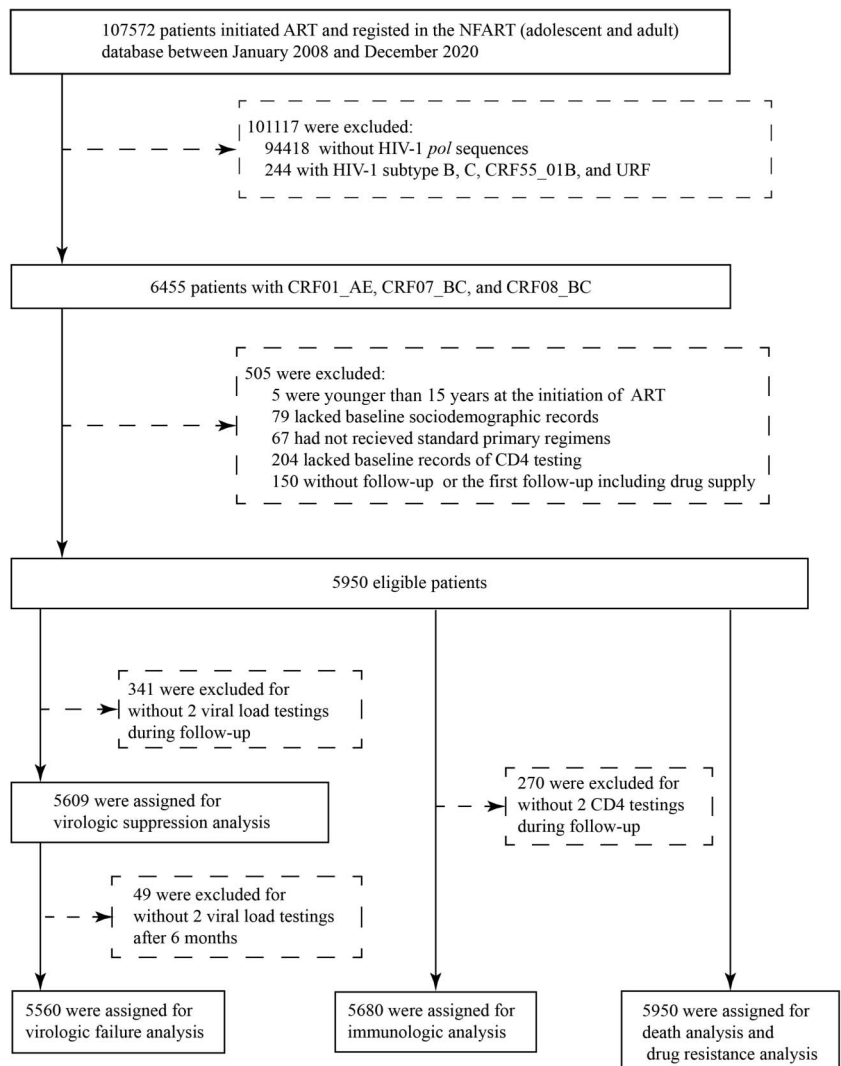 107572 patients initiated ART and registed in the NFART (adolescent and adult)
database between January 2008 and December 2020
101117 were excluded:
94418 without HIV-1 pol sequences
244 with HIV-1 subtype B, C, CRF55_01B, and URF
6455 patients with CRF01_AE, CRF07_BC, and CRF08_BC
505 were excluded:
5 were younger than 15 years at the initiation of ART
79 lacked baseline sociodemographic records
67 had not recieved standard primary regimens
204 lacked baseline records of CD4 testing
150 without follow-up or the first follow-up including drug supply
5950 eligible patients
341 were excluded for
without 2 viral load testings
during follow-up
5609 were assigned for
virologic suppression analysis
270 were excluded for
without 2 CD4 testings
during follow-up
49 were excluded for
without 2 viral load testings
after 6 months
5560 were assigned for
virologic failure analysis
5680 were assigned for
immunologic analysis
5950 were assigned for
death analysis and
drug resistance analysis